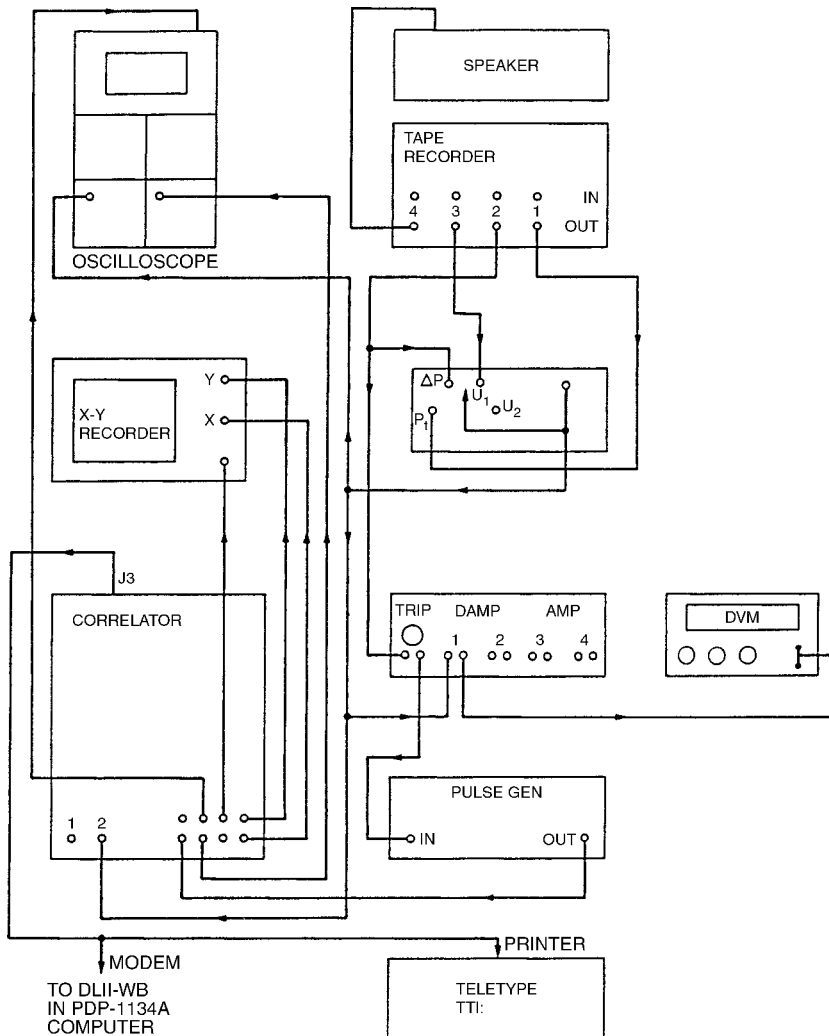 SPEAKER
TAPE
RECORDER
4 3 2 1
IN
OUT
OSCILLOSCOPE
X-Y
RECORDER
Y
X
ΔP
U1
U2
Pt
J3
CORRELATOR
1 2
TRIP DAMP AMP
1 2 3 4
DVM
PULSE GEN
IN OUT
MODEM
TO DLII-WB
IN PDP-1134A
COMPUTER
PRINTER
TELETYPE
TTI: